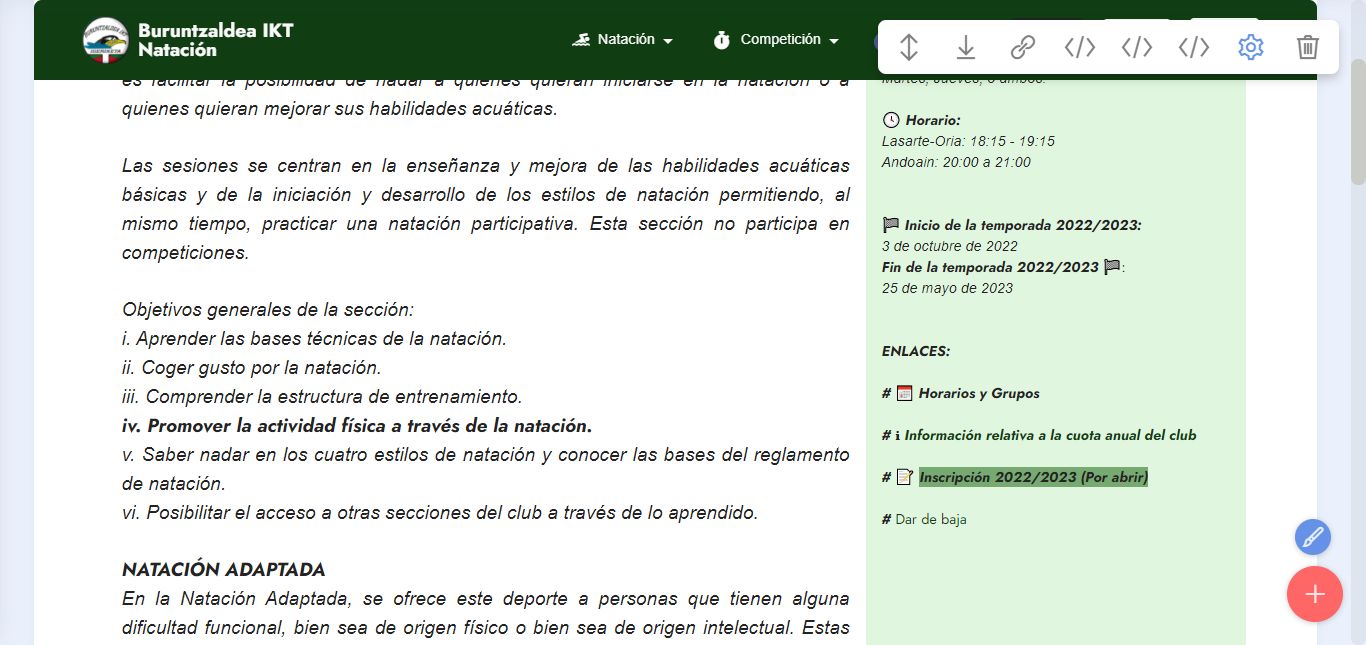 Buruntzaldea IKT
Natación
Natación
Competición
es facilitar la posibilidad de nadar a quienes quieran iniciarse en la natación o a
quienes quieran mejorar sus habilidades acuáticas.
Las sesiones se centran en la enseñanza y mejora de las habilidades acuáticas
básicas y de la iniciación y desarrollo de los estilos de natación permitiendo, al
mismo tiempo, practicar una natación participativa. Esta sección no participa en
competiciones.
Objetivos generales de la sección:
i. Aprender las bases técnicas de la natación.
ii. Coger gusto por la natación.
iii. Comprender la estructura de entrenamiento.
iv. Promover la actividad física a través de la natación.
v. Saber nadar en los cuatro estilos de natación y conocer las bases del reglamento
de natación.
vi. Posibilitar el acceso a otras secciones del club a través de lo aprendido.
NATACIÓN ADAPTADA
En la Natación Adaptada, se ofrece este deporte a personas que tienen alguna
dificultad funcional, bien sea de origen físico o bien sea de origen intelectual. Estas
Martes, Jueves, o ambos.
🕔 Horario:
Lasarte-Oria: 18:15 - 19:15
Andoain: 20:00 a 21:00
🏁 Inicio de la temporada 2022/2023:
3 de octubre de 2022
Fin de la temporada 2022/2023 🏁:
25 de mayo de 2023
ENLACES:
# 📅 Horarios y Grupos
# ℹ Información relativa a la cuota anual del club
# 📝 Inscripción 2022/2023 (Por abrir)
# Dar de baja